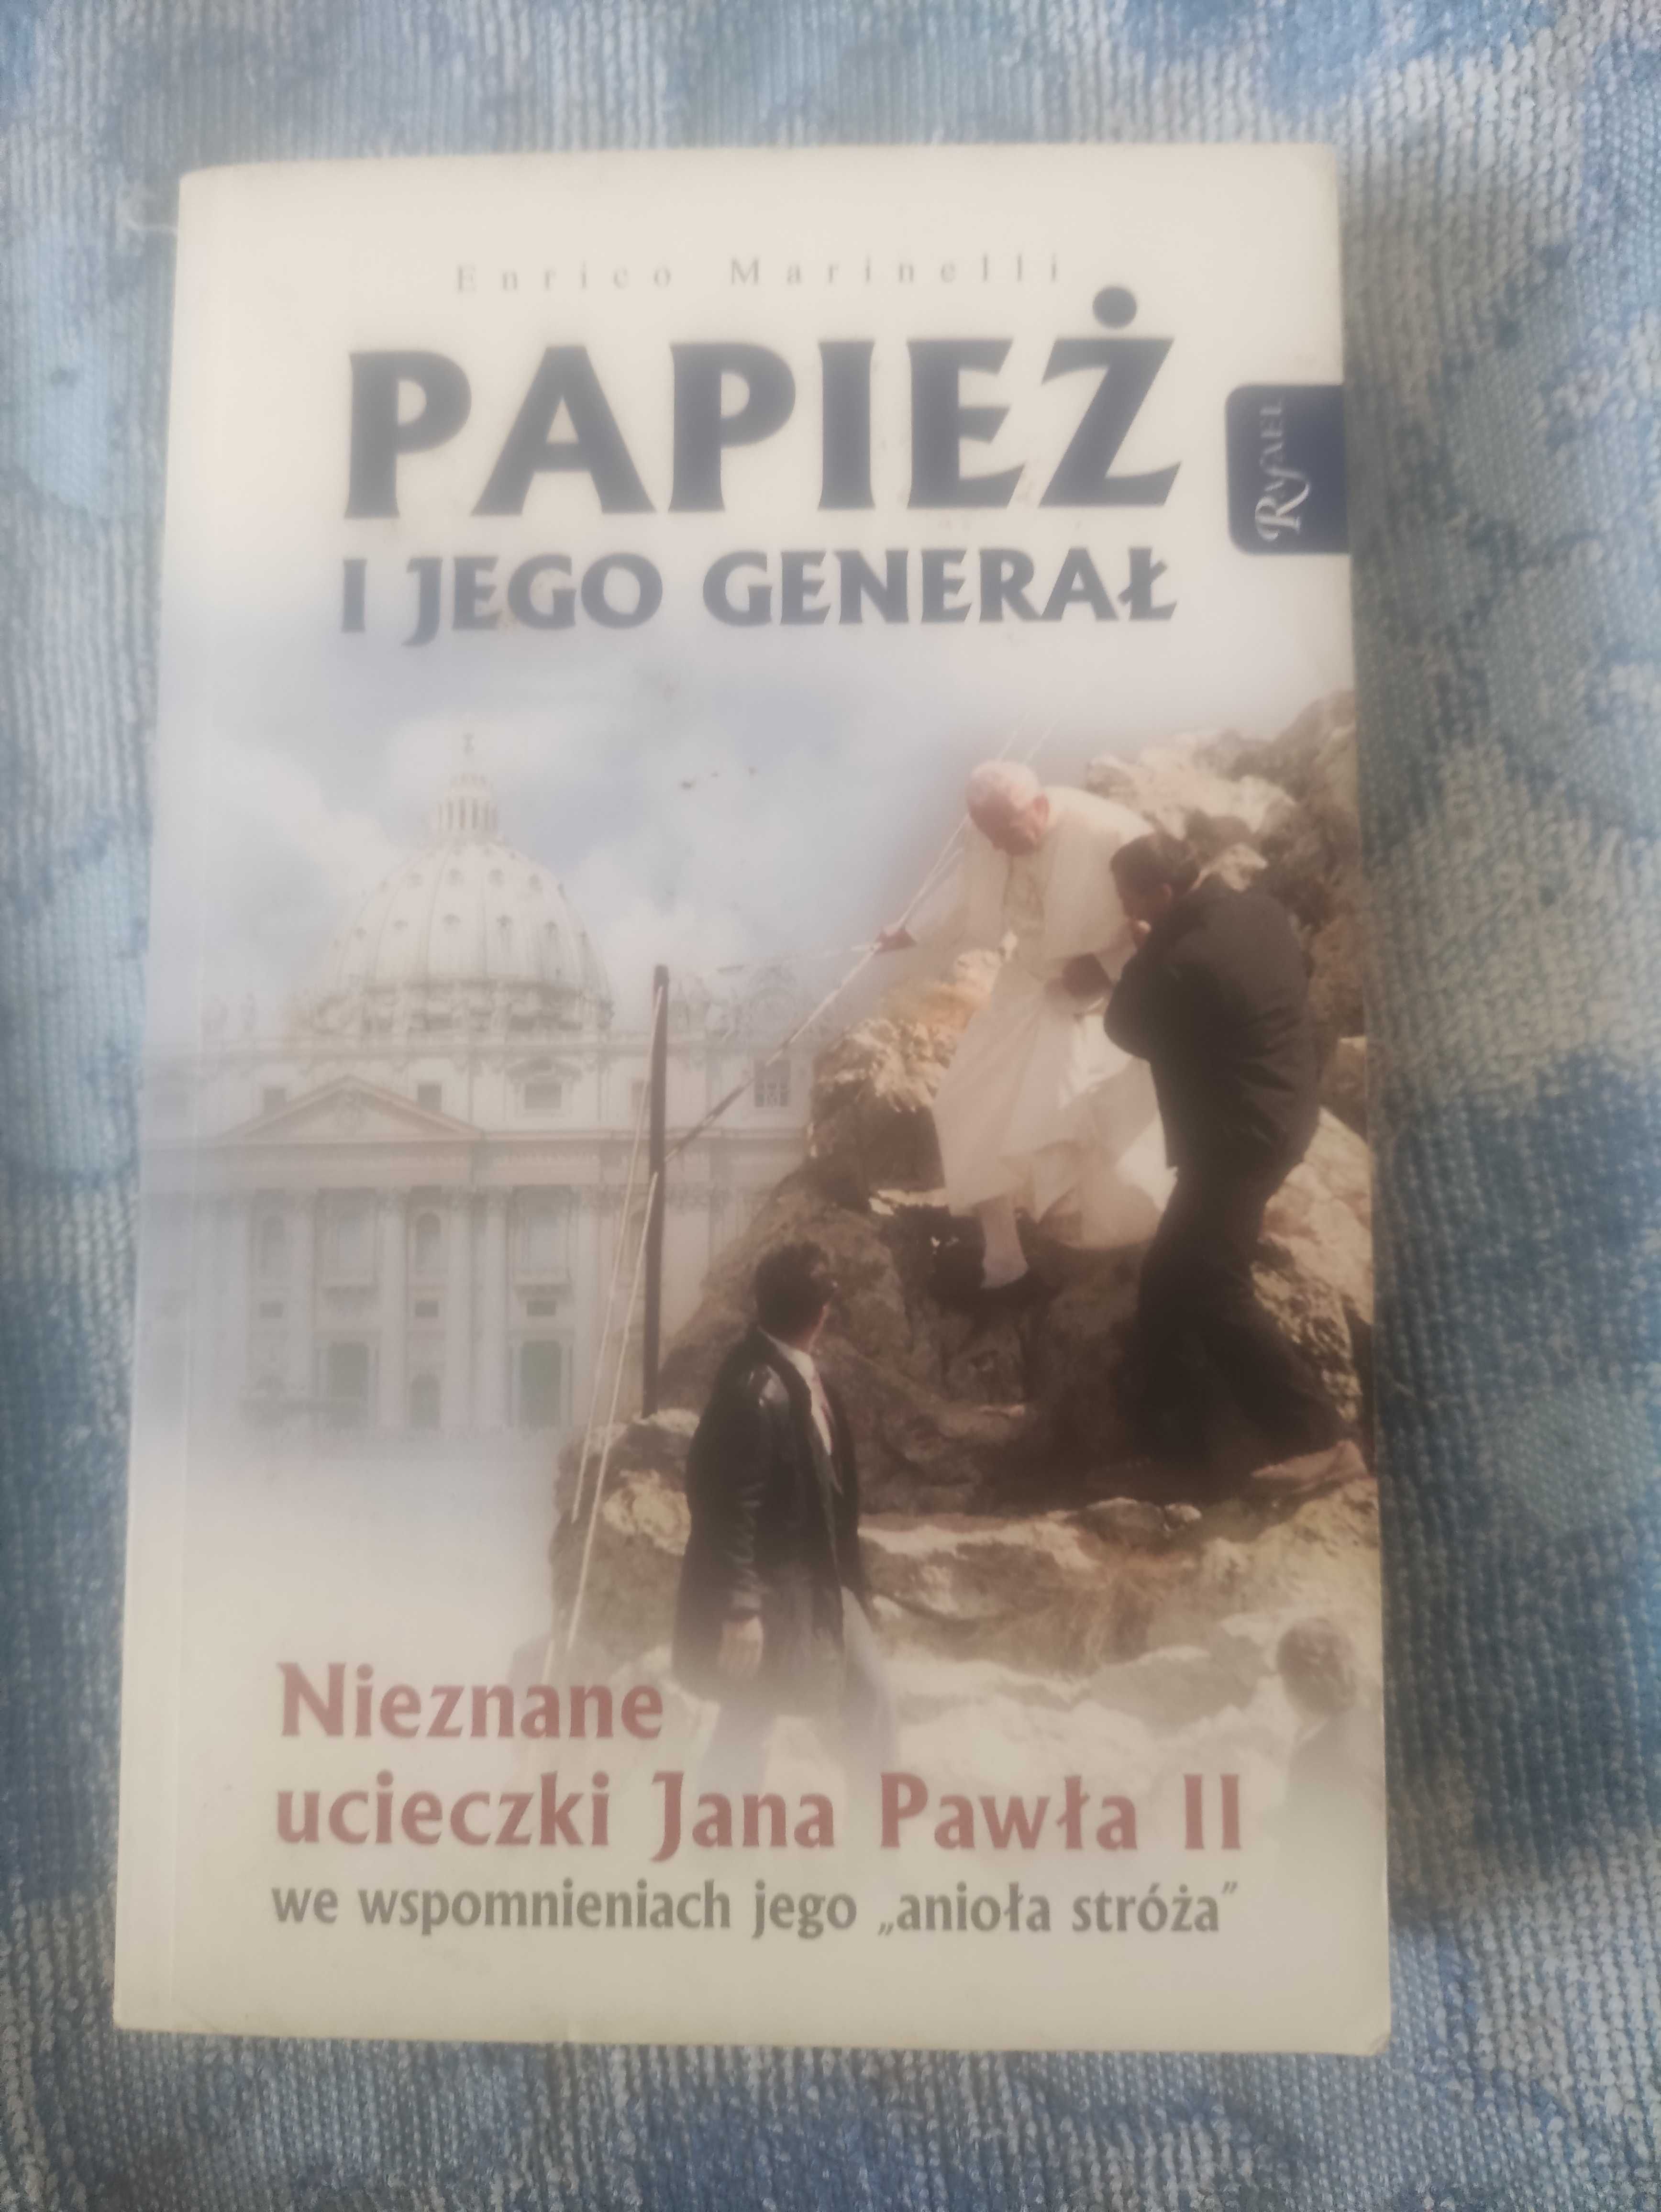 Enrico Marinelli
PAPIEŻ
I JEGO GENERAŁ
RAFAEL
Nieznane
ucieczki Jana Pawła II
we wspomnieniach jego „anioła stróża”